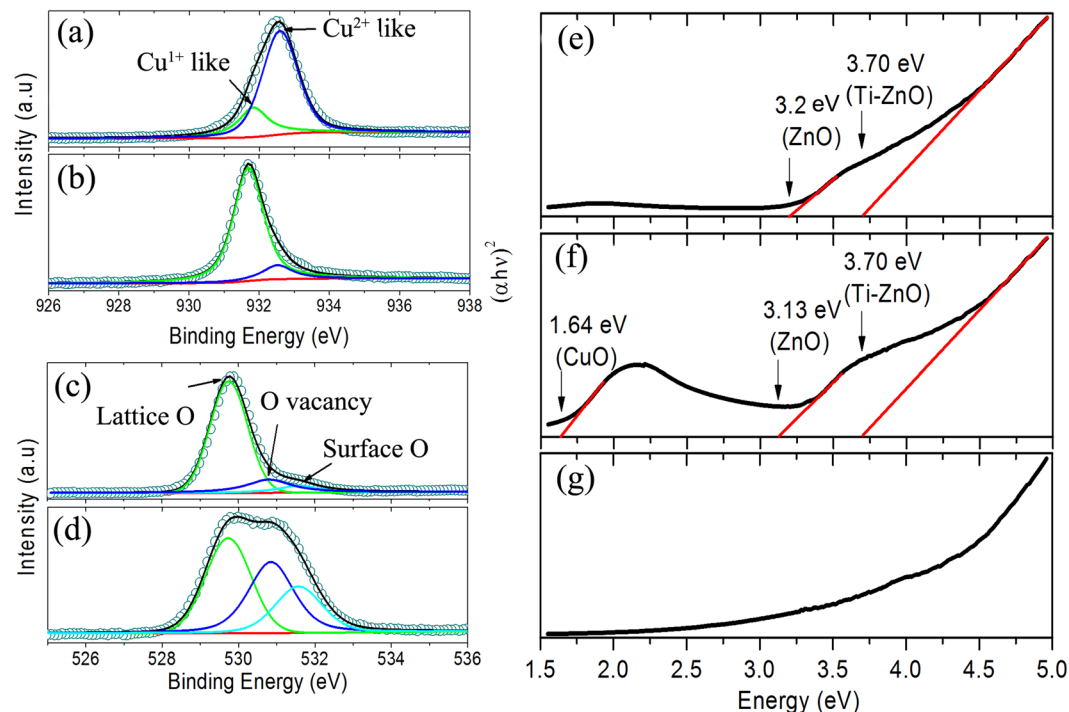 (a)
Cu2+ like
Cu1+ like
(b)
Intensity (a.u)
926 928 930 932 934 936 938
Binding Energy (eV)
(c)
Lattice O
O vacancy
Surface O
(d)
Intensity (a.u)
526 528 530 532 534 536
Binding Energy (eV)
(e)
3.2 eV
(ZnO)
3.70 eV
(Ti-ZnO)
(f)
1.64 eV
(CuO)
3.13 eV
(ZnO)
3.70 eV
(Ti-ZnO)
(αhν)2
(g)
1.5 2.0 2.5 3.0 3.5 4.0 4.5 5.0
Energy (eV)